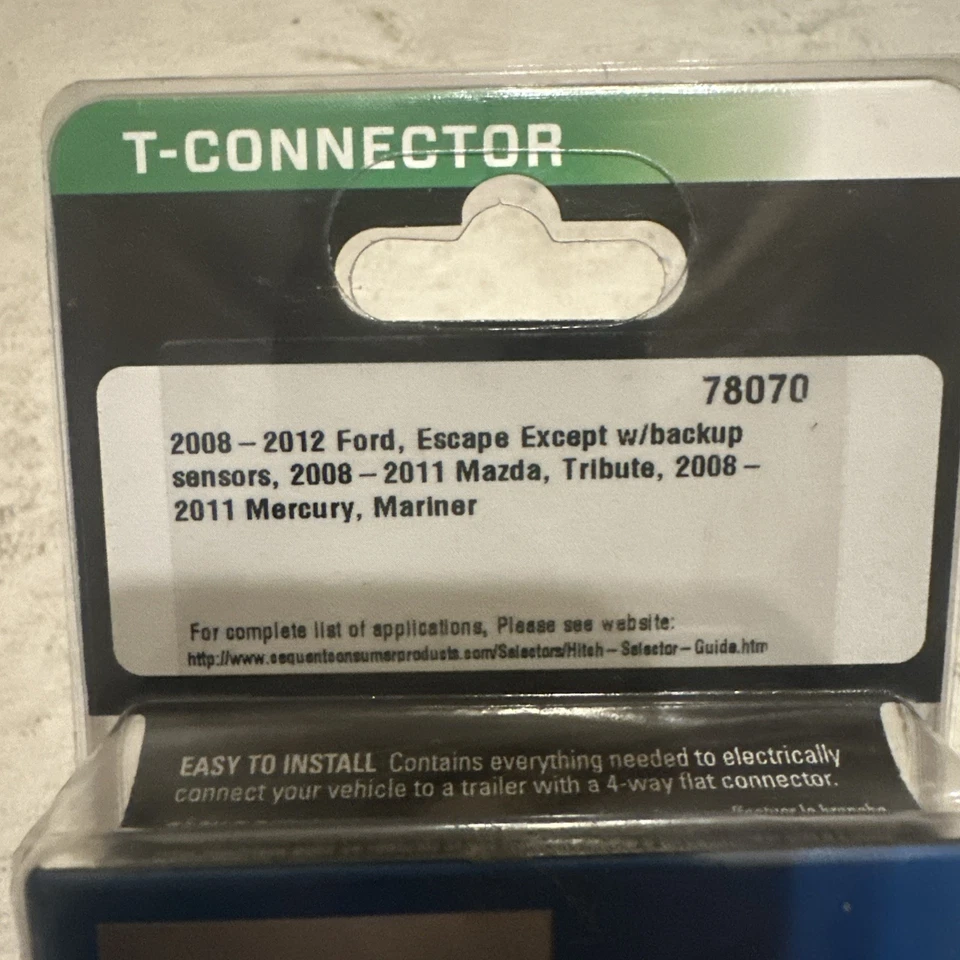 T-CONNECTOR
78070
2008 – 2012 Ford, Escape Except w/backup
sensors, 2008 – 2011 Mazda, Tribute, 2008 –
2011 Mercury, Mariner
For complete list of applications, Please see website:
http://www.cequentconsumerproducts.com/Selectors/Hitch – Selector – Guide.htm
EASY TO INSTALL Contains everything needed to electrically
connect your vehicle to a trailer with a 4-way flat connector.